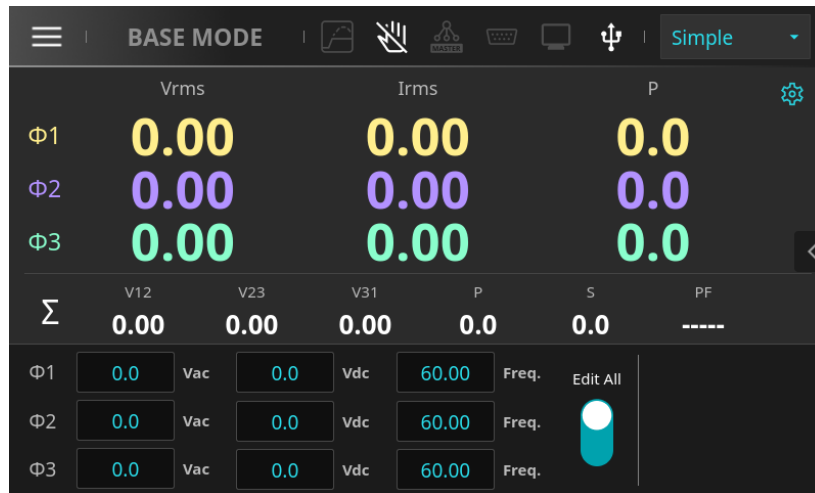 BASE MODE MASTER Simple
Vrms Irms P
Φ1 0.00 0.00 0.0
Φ2 0.00 0.00 0.0
Φ3 0.00 0.00 0.0
V12 V23 V31 P S PF
Σ 0.00 0.00 0.00 0.0 0.0 -----
Φ1 0.0 Vac 0.0 Vdc 60.00 Freq. Edit All
Φ2 0.0 Vac 0.0 Vdc 60.00 Freq.
Φ3 0.0 Vac 0.0 Vdc 60.00 Freq.